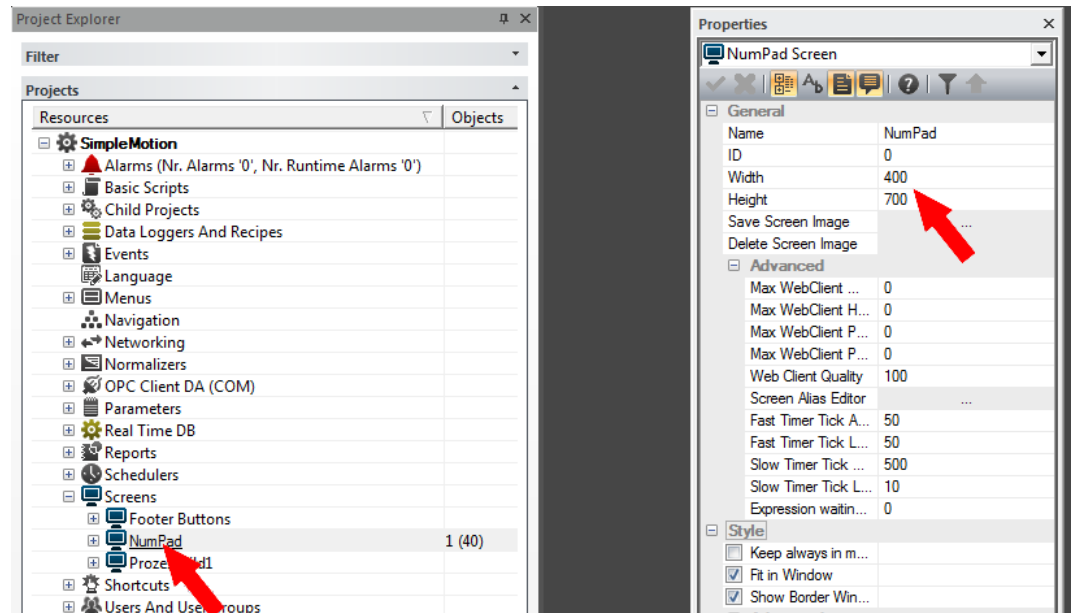 Project Explorer
Filter
Projects
Resources Objects
SimpleMotion
Alarms (Nr. Alarms '0', Nr. Runtime Alarms '0')
Basic Scripts
Child Projects
Data Loggers And Recipes
Events
Language
Menus
Navigation
Networking
Normalizers
OPC Client DA (COM)
Parameters
Real Time DB
Reports
Schedulers
Screens
Footer Buttons
NumPad 1 (40)
Shortcuts
Users And
Properties
NumPad Screen
General
Name NumPad
ID 0
Width 400
Height 700
Save Screen Image ...
Delete Screen Image
Advanced
Max WebClient ... 0
Max WebClient H... 0
Max WebClient P... 0
Max WebClient P... 0
Web Client Quality 100
Screen Alias Editor ...
Fast Timer Tick A... 50
Fast Timer Tick L... 50
Slow Timer Tick ... 500
Slow Timer Tick L... 10
Expression waitin... 0
Style
Keep always in m...
Fit in Window
Show Border Win...